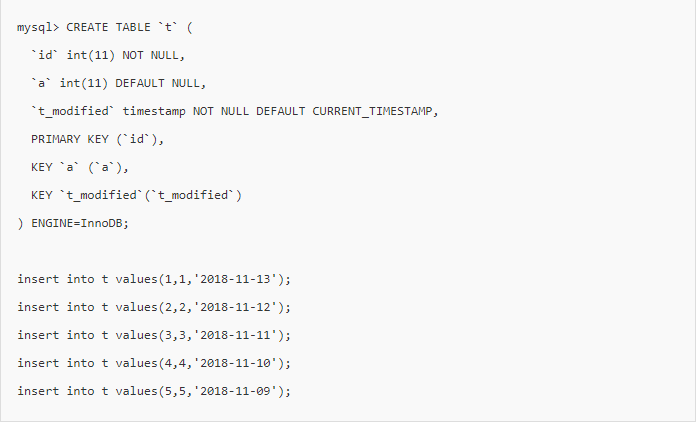 mysql> CREATE TABLE `t` (
  `id` int(11) NOT NULL,
  `a` int(11) DEFAULT NULL,
  `t_modified` timestamp NOT NULL DEFAULT CURRENT_TIMESTAMP,
  PRIMARY KEY (`id`),
  KEY `a` (`a`),
  KEY `t_modified`(`t_modified`)
) ENGINE=InnoDB;
insert into t values(1,1,'2018-11-13');
insert into t values(2,2,'2018-11-12');
insert into t values(3,3,'2018-11-11');
insert into t values(4,4,'2018-11-10');
insert into t values(5,5,'2018-11-09');